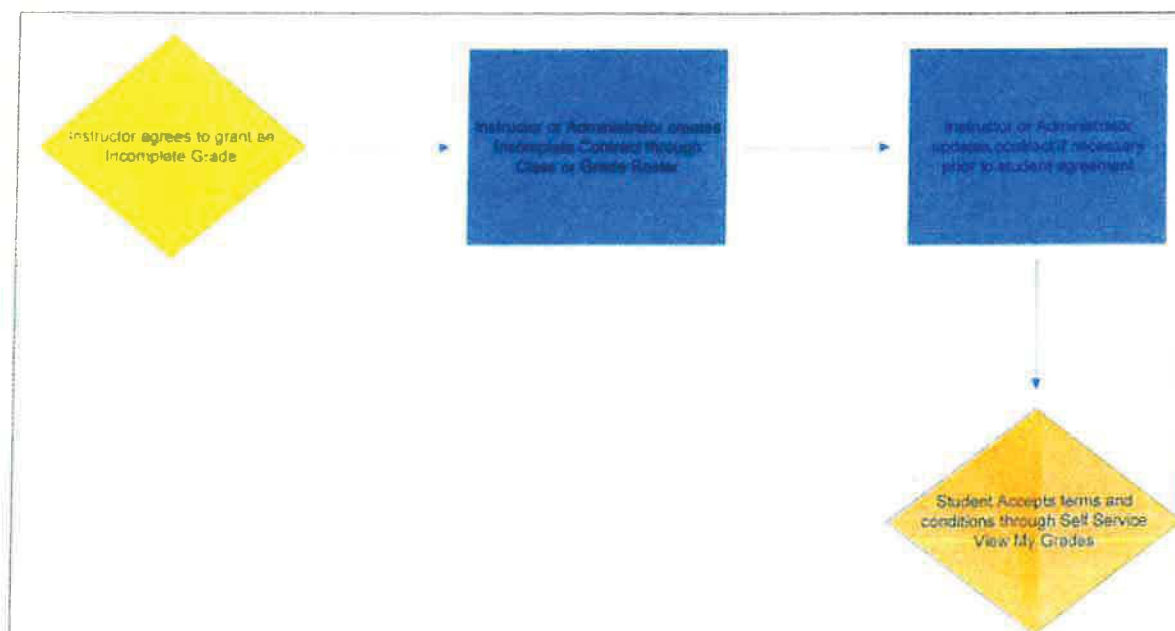 Instructor agrees to grant an
Incomplete Grade
Instructor or Administrator creates
Incomplete Contract through
Class or Grade Roster
Instructor or Administrator
updates contract if necessary
prior to student agreement
Student Accepts terms and
conditions through Self Service
View My Grades